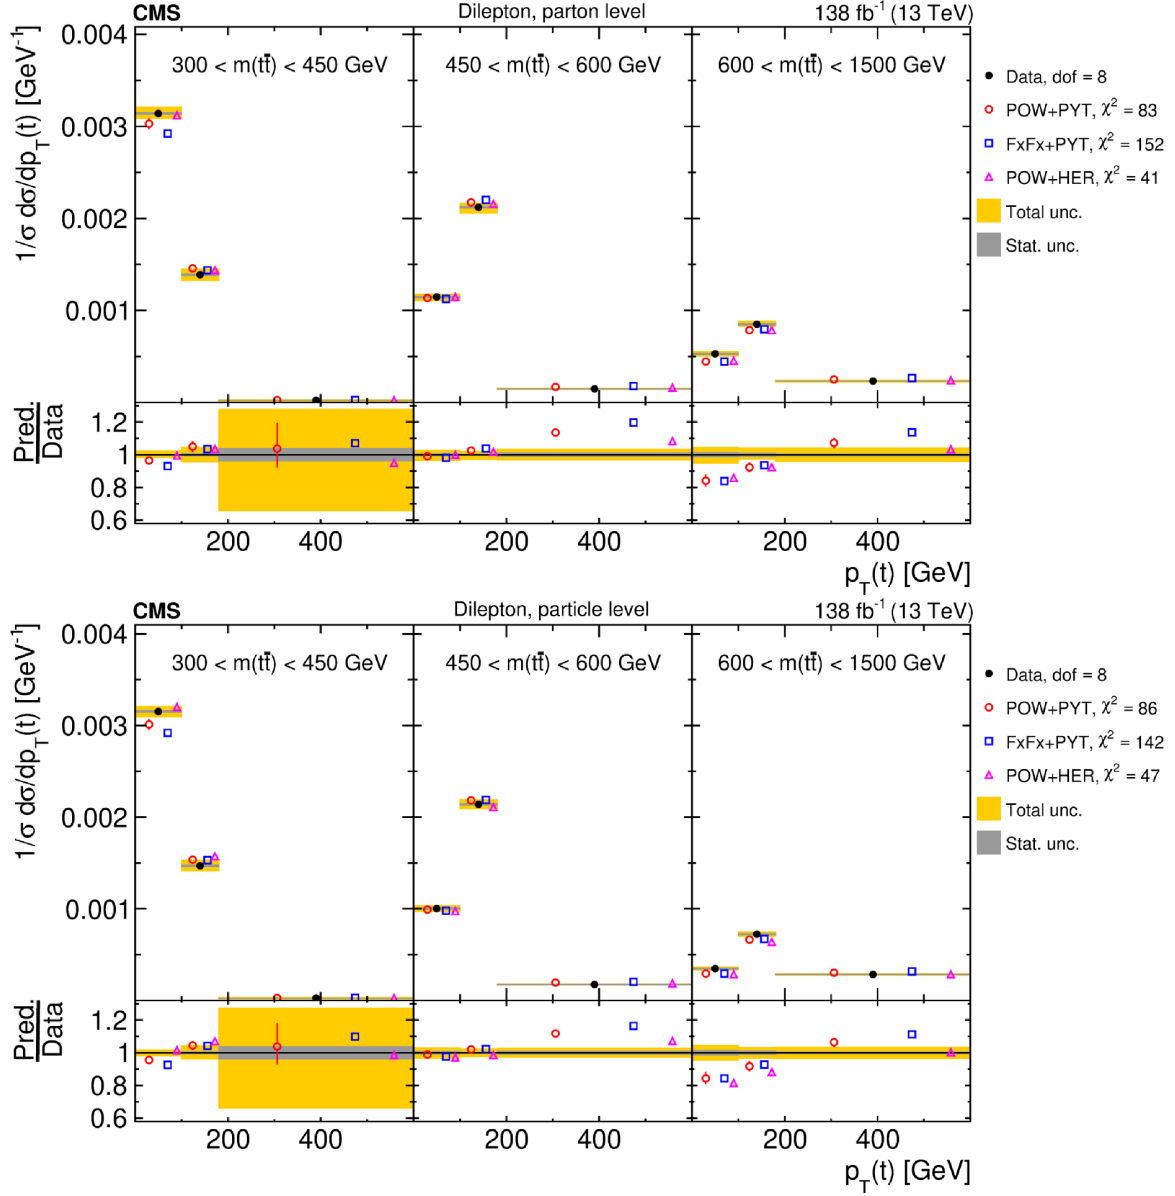 CMS Dilepton, parton level 138 fb⁻¹ (13 TeV)
1/σ dσ/dp_T(t) [GeV⁻¹]
0.004
0.003
0.002
0.001
300 < m(tt̄) < 450 GeV
450 < m(tt̄) < 600 GeV
600 < m(tt̄) < 1500 GeV
Data, dof = 8
POW+PYT, χ² = 83
FxFx+PYT, χ² = 152
POW+HER, χ² = 41
Total unc.
Stat. unc.
Pred.
Data
1.2
1
0.8
0.6
200 400 200 400 200 400
p_T(t) [GeV]
CMS Dilepton, particle level 138 fb⁻¹ (13 TeV)
1/σ dσ/dp_T(t) [GeV⁻¹]
0.004
0.003
0.002
0.001
300 < m(tt̄) < 450 GeV
450 < m(tt̄) < 600 GeV
600 < m(tt̄) < 1500 GeV
Data, dof = 8
POW+PYT, χ² = 86
FxFx+PYT, χ² = 142
POW+HER, χ² = 47
Total unc.
Stat. unc.
Pred.
Data
1.2
1
0.8
0.6
200 400 200 400 200 400
p_T(t) [GeV]